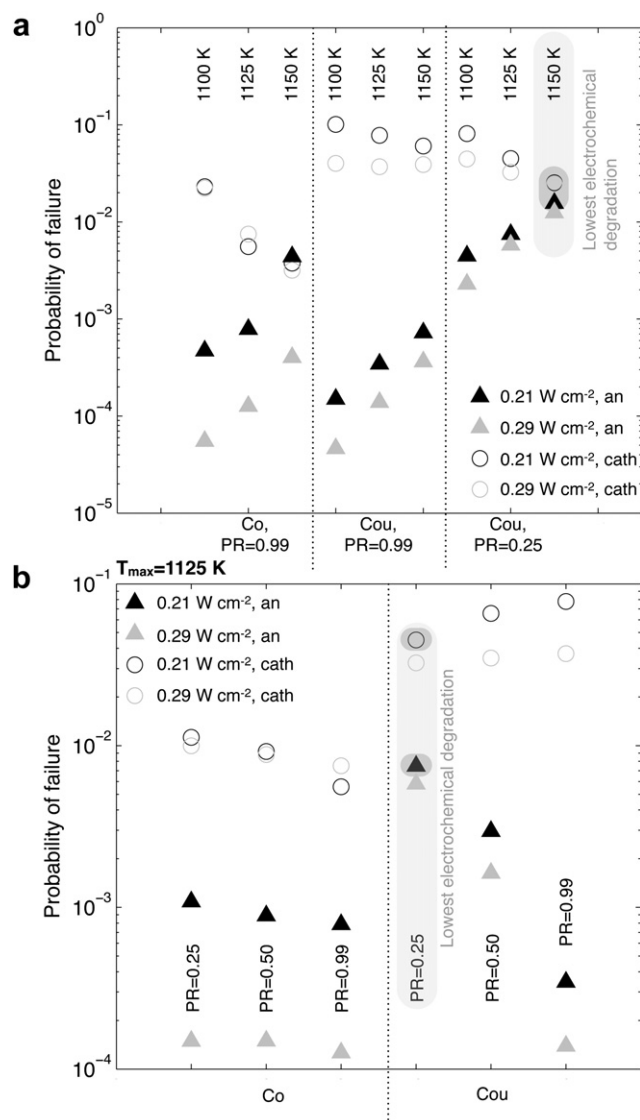 a
10⁰
10⁻¹
10⁻²
10⁻³
10⁻⁴
10⁻⁵
Probability of failure
1100 K
1125 K
1150 K
1100 K
1125 K
1150 K
1100 K
1125 K
1150 K
Lowest electrochemical
degradation
0.21 W cm⁻², an
0.29 W cm⁻², an
0.21 W cm⁻², cath
0.29 W cm⁻², cath
Co,
PR=0.99
Cou,
PR=0.99
Cou,
PR=0.25
b
Tmax=1125 K
10⁻¹
10⁻²
10⁻³
10⁻⁴
Probability of failure
0.21 W cm⁻², an
0.29 W cm⁻², an
0.21 W cm⁻², cath
0.29 W cm⁻², cath
PR=0.25
PR=0.50
PR=0.99
PR=0.25
Lowest electrochemical degradation
PR=0.50
PR=0.99
Co
Cou